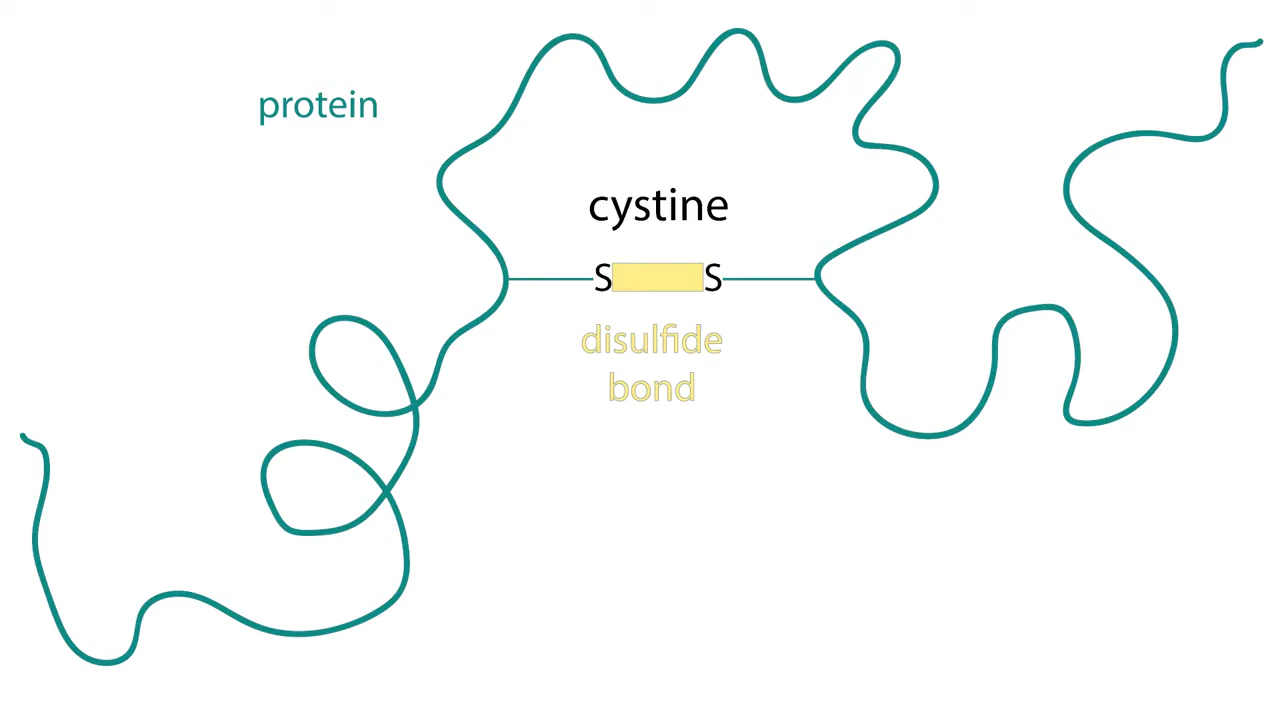 protein
cystine
S S
disulfide
bond